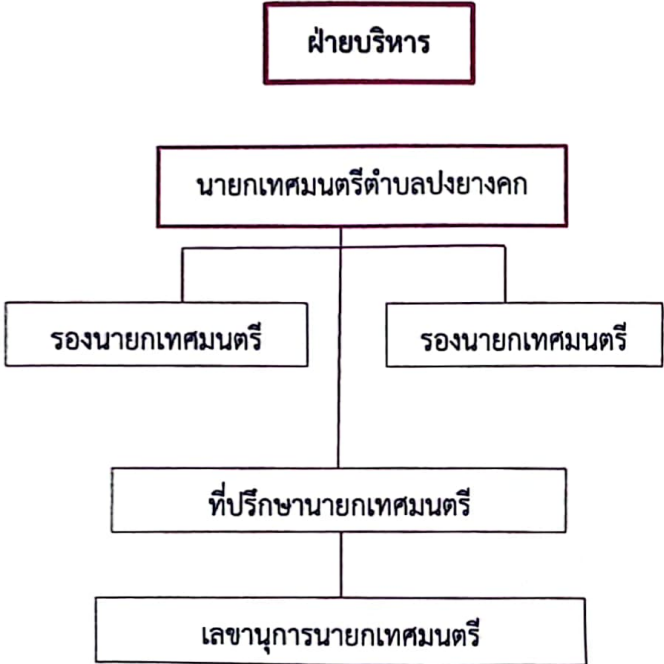 ฝ่ายบริหาร
นายกเทศมนตรีตำบลปงยางคก
รองนายกเทศมนตรี
รองนายกเทศมนตรี
ที่ปรึกษานายกเทศมนตรี
เลขานุการนายกเทศมนตรี